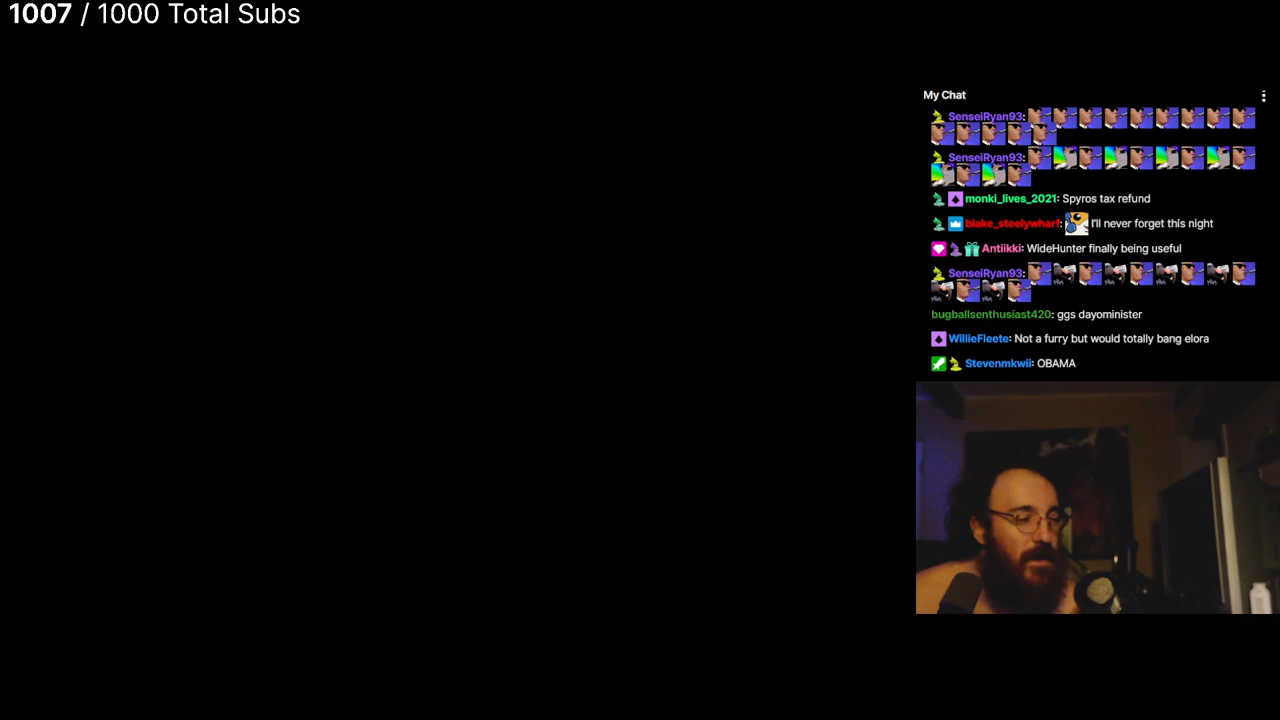 1007 / 1000 Total Subs
My Chat
SenseiRyan93:
SenseiRyan93:
monki_lives_2021: Spyros tax refund
blake_steelywharf: I'll never forget this night
Antiikki: WideHunter finally being useful
SenseiRyan93:
bugballsenthusiast420: ggs dayominister
WillieFleete: Not a furry but would totally bang elora
Stevenmkwii: OBAMA